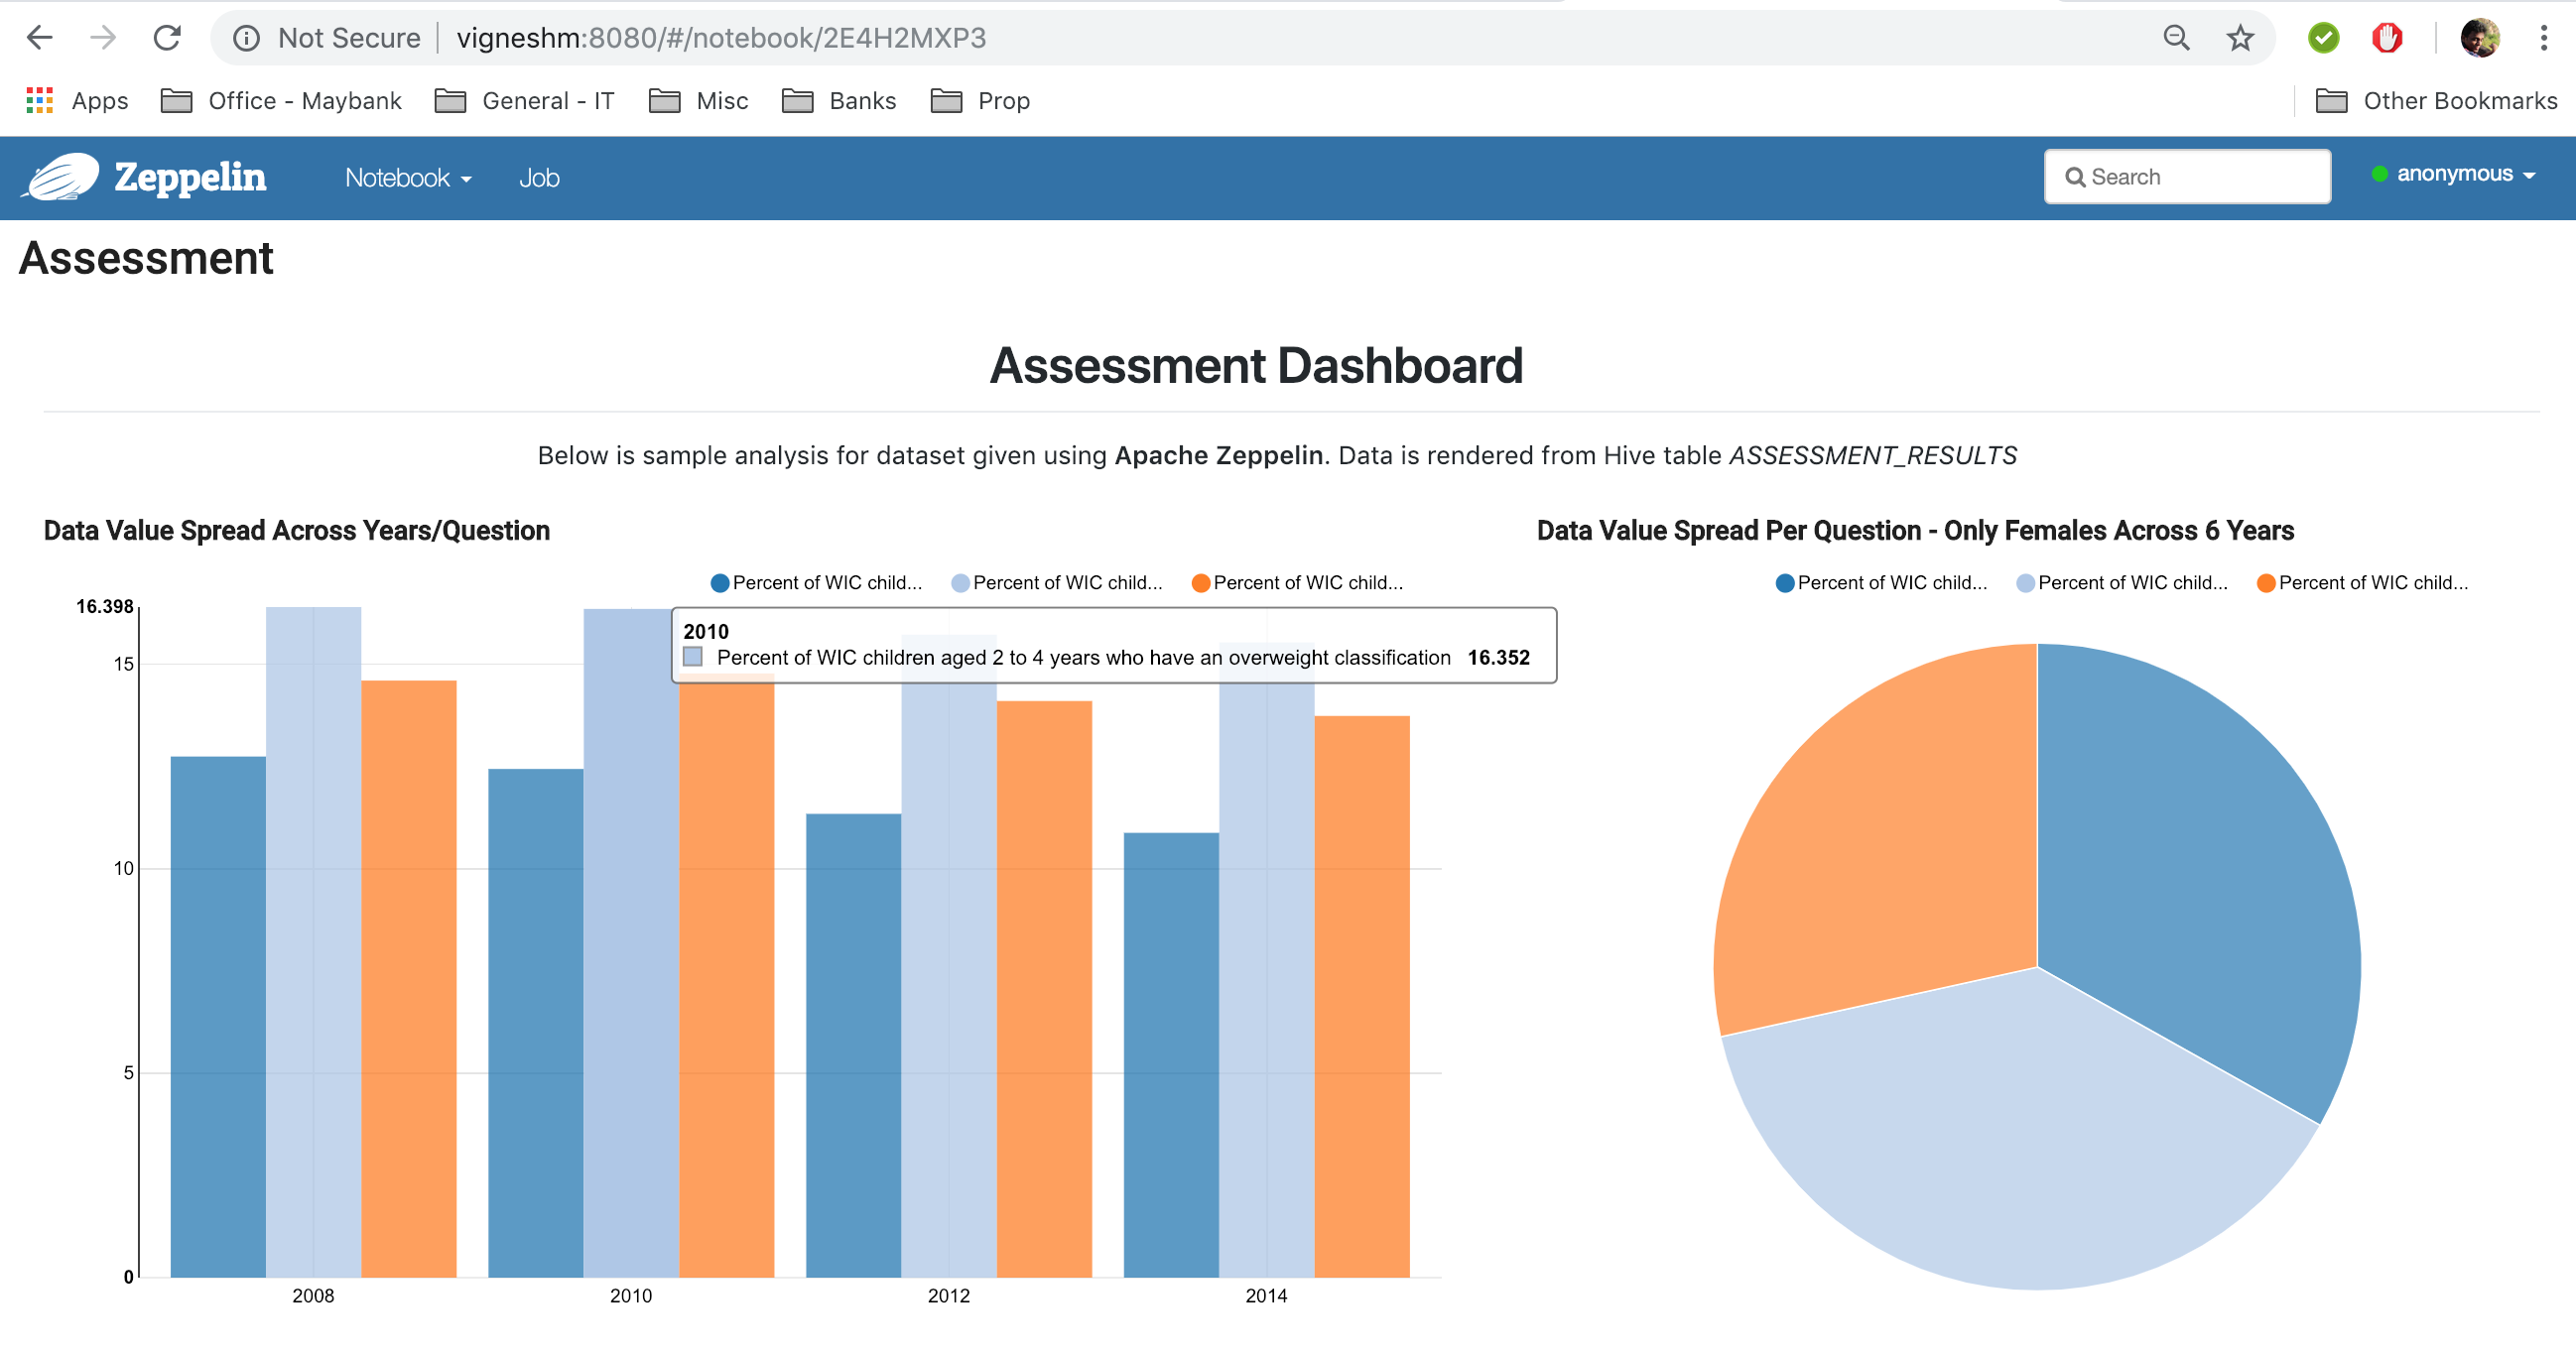 Not Secure | vigneshm:8080/#/notebook/2E4H2MXP3
Apps Office - Maybank General - IT Misc Banks Prop Other Bookmarks
Zeppelin Notebook Job Search anonymous
Assessment
Assessment Dashboard
Below is sample analysis for dataset given using Apache Zeppelin. Data is rendered from Hive table ASSESSMENT_RESULTS
Data Value Spread Across Years/Question
Percent of WIC child... Percent of WIC child... Percent of WIC child...
16.398
15
10
5
0
2010
Percent of WIC children aged 2 to 4 years who have an overweight classification 16.352
2008 2010 2012 2014
Data Value Spread Per Question - Only Females Across 6 Years
Percent of WIC child... Percent of WIC child... Percent of WIC child...